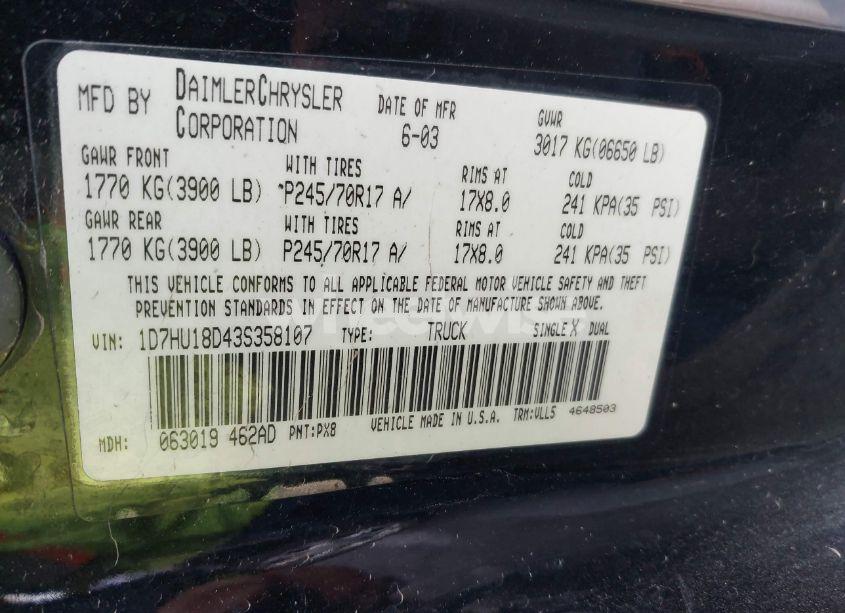 MFD BY DAIMLERCHRYSLER CORPORATION DATE OF MFR 6-03 GVWR 3017 KG(06650 LB)
GAWR FRONT WITH TIRES RIMS AT COLD
1770 KG(3900 LB) P245/70R17 A/ 17X8.0 241 KPA(35 PSI)
GAWR REAR WITH TIRES RIMS AT COLD
1770 KG(3900 LB) P245/70R17 A/ 17X8.0 241 KPA(35 PSI)
THIS VEHICLE CONFORMS TO ALL APPLICABLE FEDERAL MOTOR VEHICLE SAFETY AND THEFT
PREVENTION STANDARDS IN EFFECT ON THE DATE OF MANUFACTURE SHOWN ABOVE.
VIN: 1D7HU18D43S358107 TYPE: TRUCK SINGLE X DUAL
MDH: 063019 462AD PNT:PX8 VEHICLE MADE IN U.S.A. TRM:VLL5 4648503